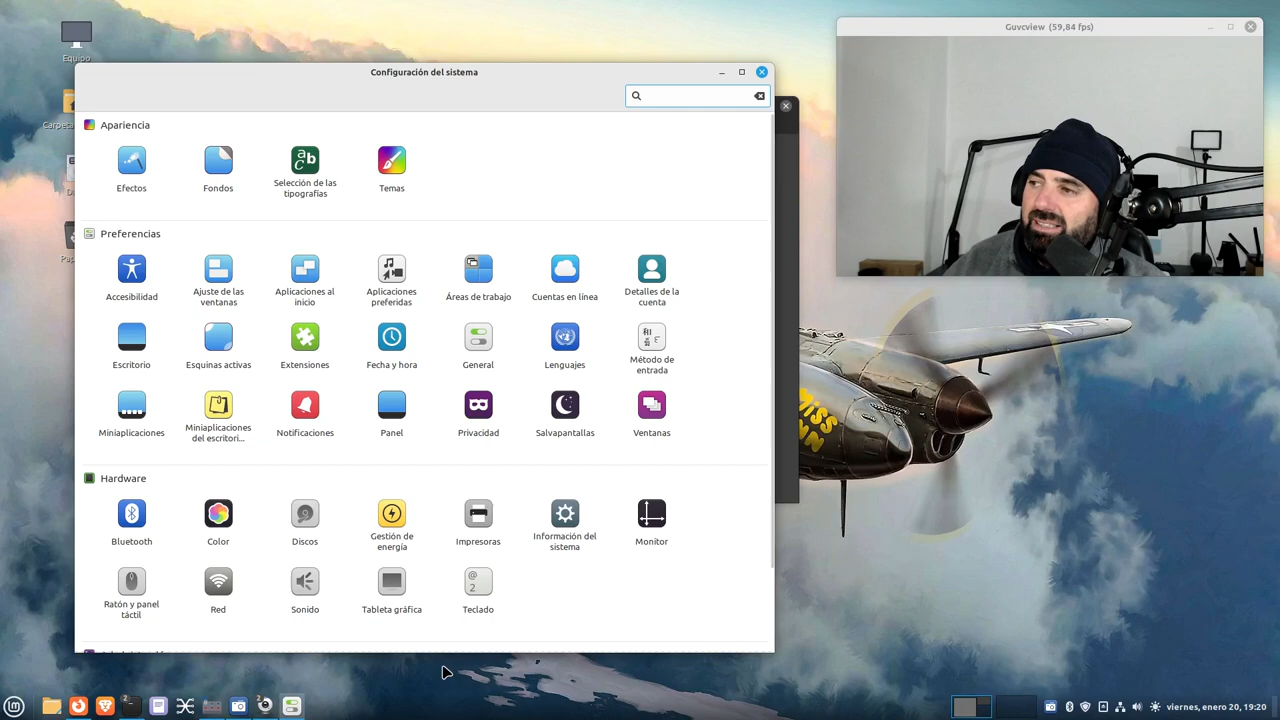 Guvcview (59,84 fps)
Equipo
Configuración del sistema
Apariencia
Efectos
Fondos
Selección de las
tipografías
Temas
Preferencias
Accesibilidad
Ajuste de las
ventanas
Aplicaciones al
inicio
Aplicaciones
preferidas
Áreas de trabajo
Cuentas en línea
Detalles de la
cuenta
Escritorio
Esquinas activas
Extensiones
Fecha y hora
General
Lenguajes
Método de
entrada
Miniaplicaciones
Miniaplicaciones
del escritori...
Notificaciones
Panel
Privacidad
Salvapantallas
Ventanas
Hardware
Bluetooth
Color
Discos
Gestión de
energía
Impresoras
Información del
sistema
Monitor
Ratón y panel
táctil
Red
Sonido
Tableta gráfica
Teclado
viernes, enero 20, 19:20